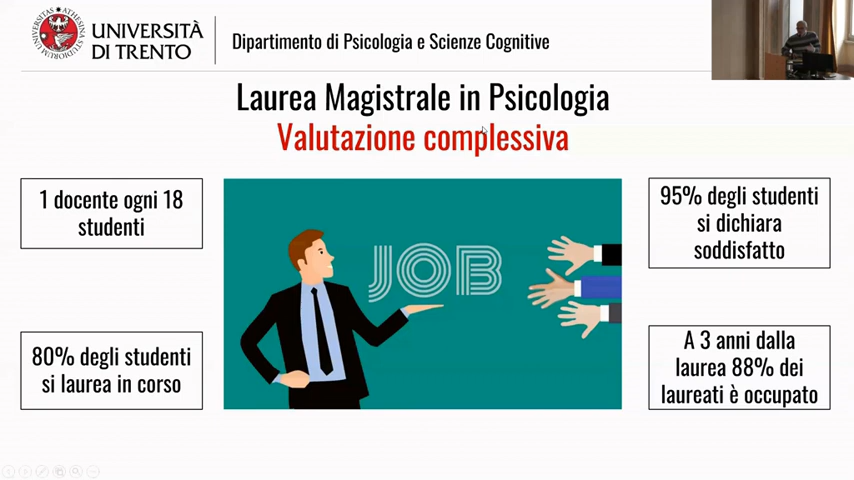 UNIVERSITÀ
DI TRENTO
Dipartimento di Psicologia e Scienze Cognitive
Laurea Magistrale in Psicologia
Valutazione complessiva
1 docente ogni 18
studenti
JOB
95% degli studenti
si dichiara
soddisfatto
80% degli studenti
si laurea in corso
A 3 anni dalla
laurea 88% dei
laureati è occupato